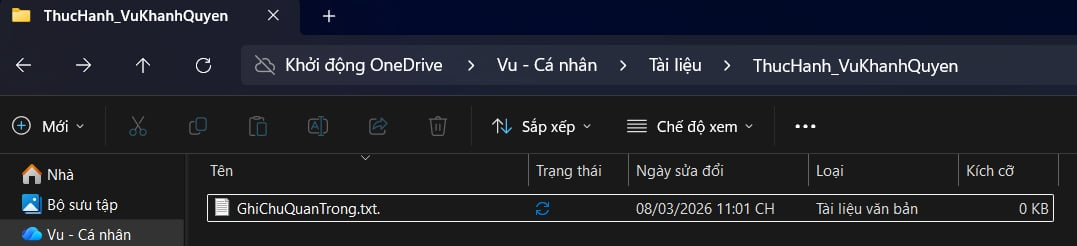 ThucHanh_VuKhanhQuyen
Khởi động OneDrive > Vu - Cá nhân > Tài liệu > ThucHanh_VuKhanhQuyen
Mới Sắp xếp Chế độ xem
Tên Trạng thái Ngày sửa đổi Loại Kích cỡ
Nhà
Bộ sưu tập
GhiChuQuanTrong.txt. 08/03/2026 11:01 CH Tài liệu văn bản 0 KB
Vu - Cá nhân